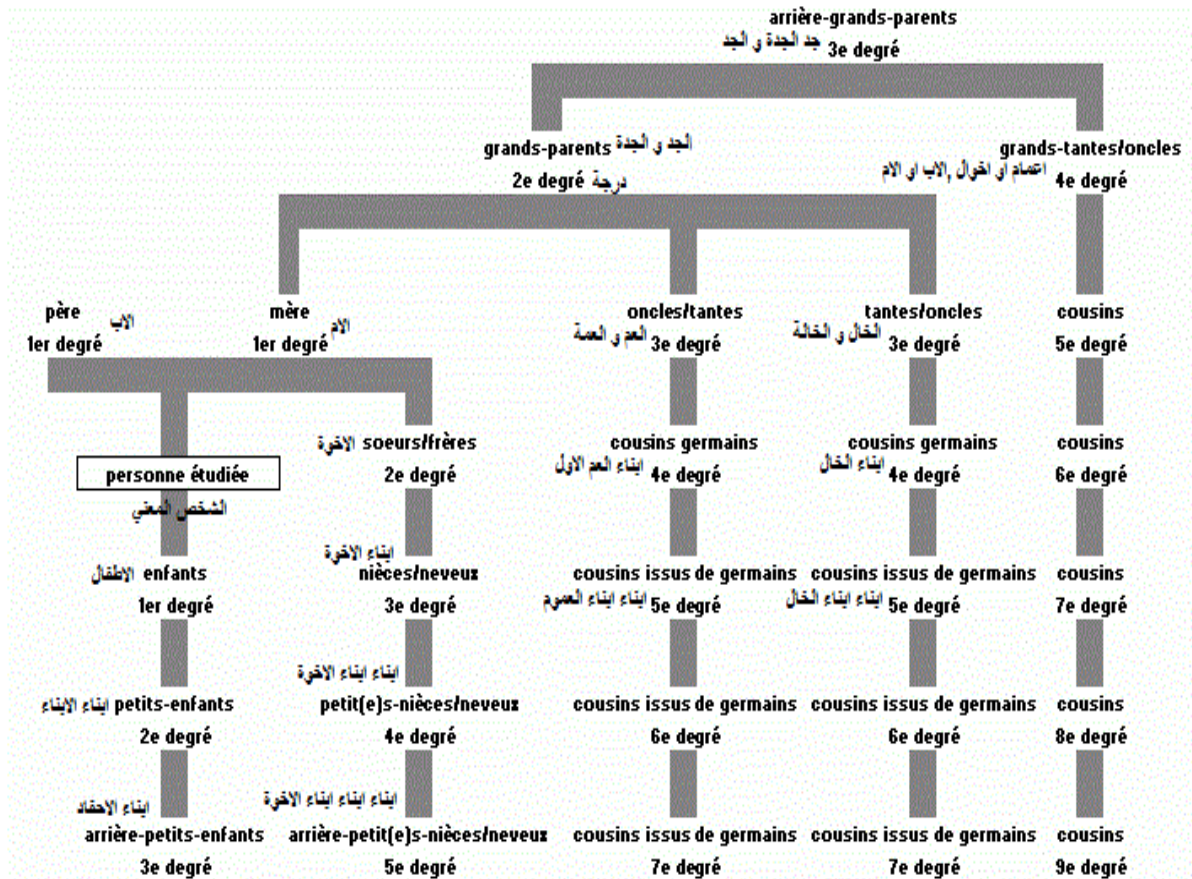 arrière-grands-parents
جد الجدة و الجد 3e degré
grands-parents الجد و الجدة
grands-tantes/oncles
2e degré درجة
اعمام او اخوال ,الاب او الام 4e degré
père
الاب
mère
الام
oncles/tantes
tantes/oncles
cousins
1er degré
1er degré
العم و العمة 3e degré
الخال و الخالة 3e degré
5e degré
الاخوة soeurs/frères
cousins germains
cousins germains
cousins
personne étudiée
2e degré
ابناء العم الاول 4e degré
ابناء الخال 4e degré
6e degré
الشخص المعني
ابناء الاخوة
الاطفال enfants
nièces/neveux
cousins issus de germains
cousins issus de germains
cousins
1er degré
3e degré
ابناء ابناء العموم 5e degré
ابناء ابناء الخال 5e degré
7e degré
ابناء ابناء الاخوة
ابناء الابناء petits-enfants
petit(e)s-nièces/neveux
cousins issus de germains
cousins issus de germains
cousins
2e degré
4e degré
6e degré
6e degré
8e degré
ابناء الاحفاد
ابناء ابناء ابناء الاخوة
arrière-petits-enfants
arrière-petit(e)s-nièces/neveux
cousins issus de germains
cousins issus de germains
cousins
3e degré
5e degré
7e degré
7e degré
9e degré